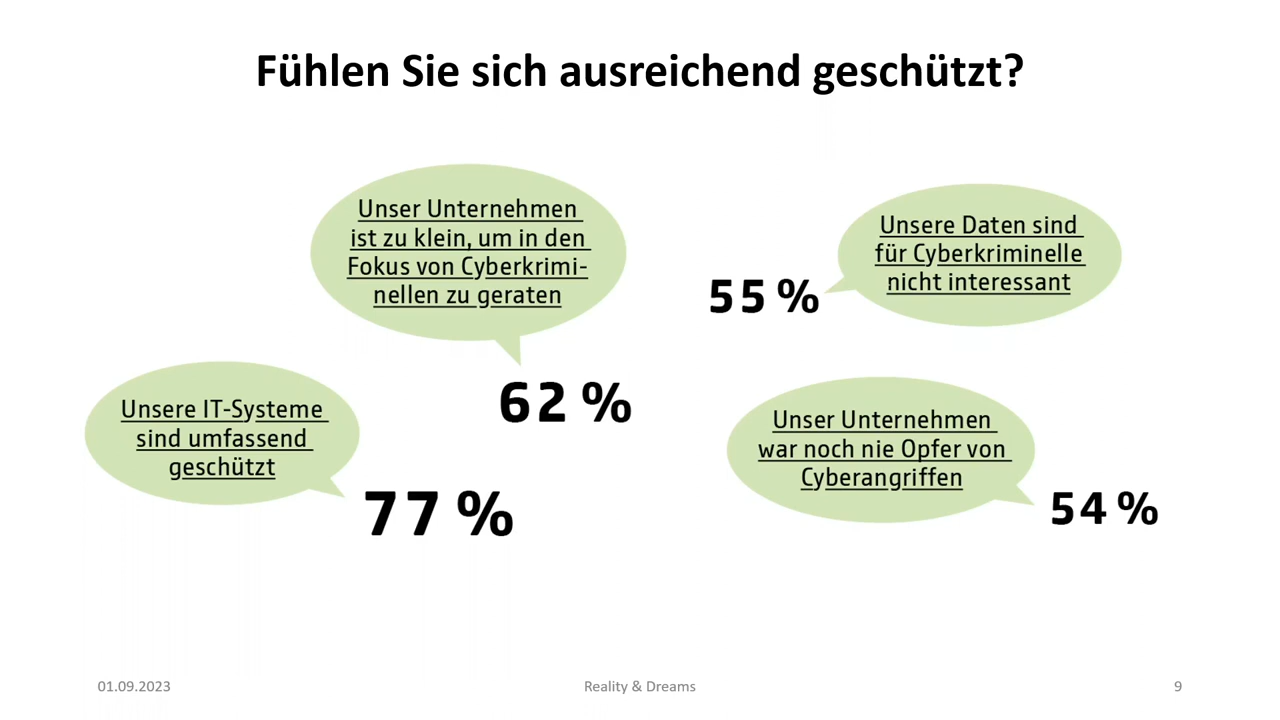 Fühlen Sie sich ausreichend geschützt?
Unser Unternehmen
ist zu klein, um in den
Fokus von Cyberkrimi-
nellen zu geraten
62 %
Unsere Daten sind
für Cyberkriminelle
nicht interessant
55 %
Unsere IT-Systeme
sind umfassend
geschützt
77 %
Unser Unternehmen
war noch nie Opfer von
Cyberangriffen
54 %
01.09.2023
Reality & Dreams
9